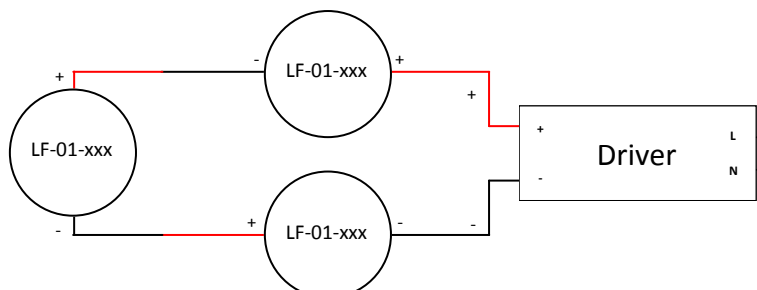 +
-
LF-01-xxx
+
+
LF-01-xxx
+
-
Driver
L
N
-
+
LF-01-xxx
-
-